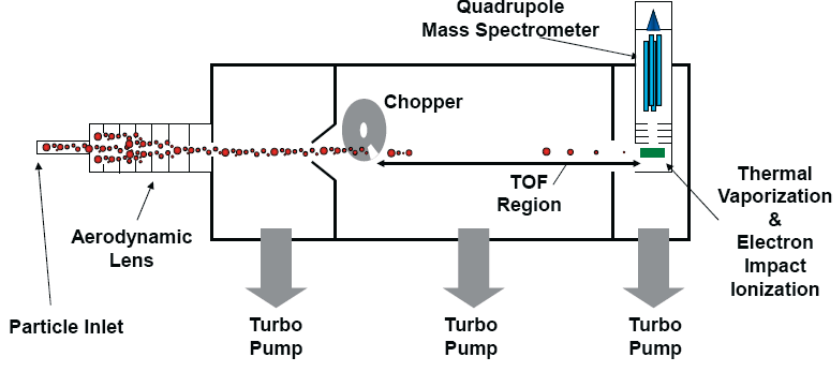 Quadrupole
Mass Spectrometer
Chopper
TOF
Region
Thermal
Vaporization
&
Electron
Impact
Ionization
Aerodynamic
Lens
Particle Inlet
Turbo
Pump
Turbo
Pump
Turbo
Pump